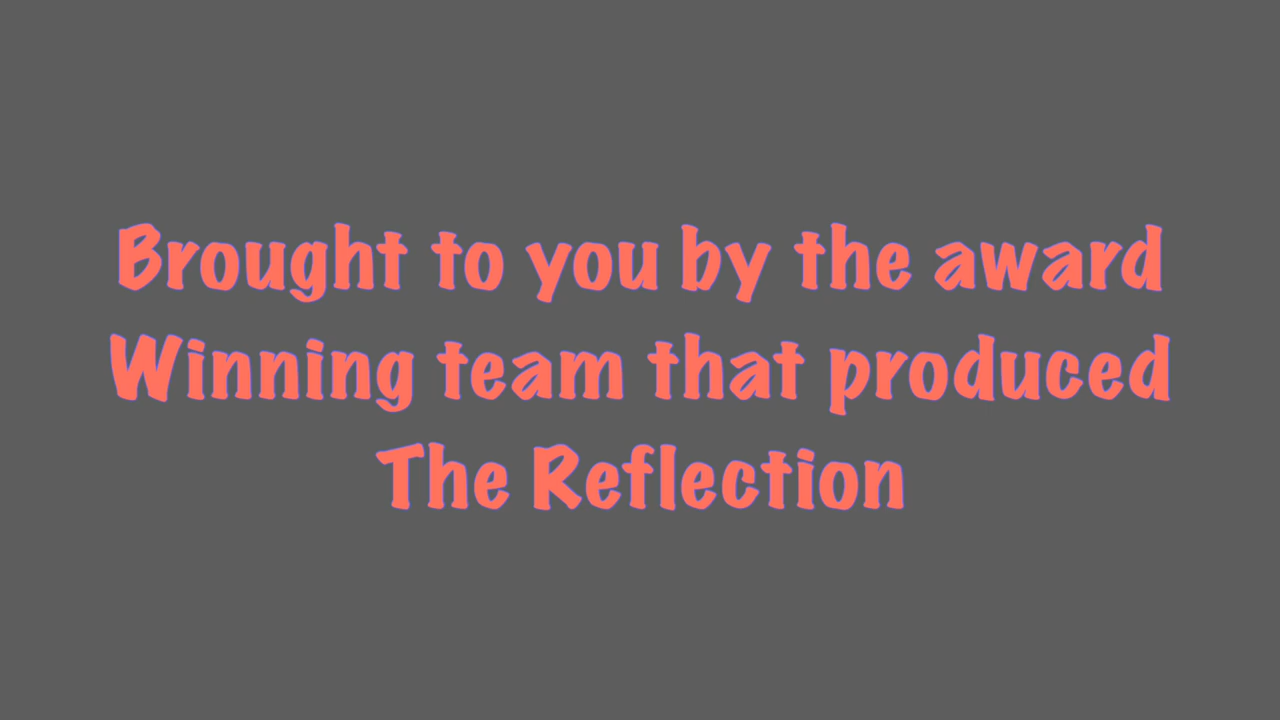 Brought to you by the award
Winning team that produced
The Reflection